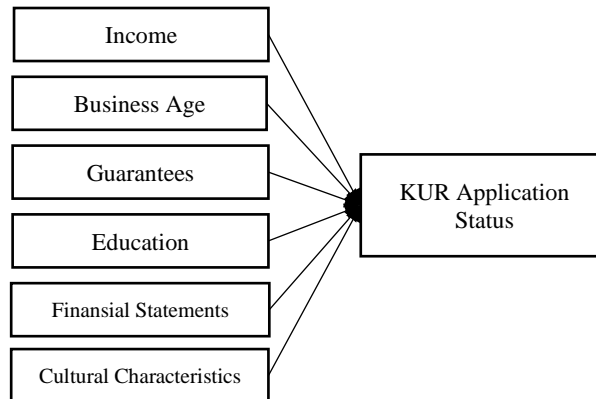 Income
Business Age
Guarantees
Education
Finansial Statements
Cultural Characteristics
KUR Application
Status